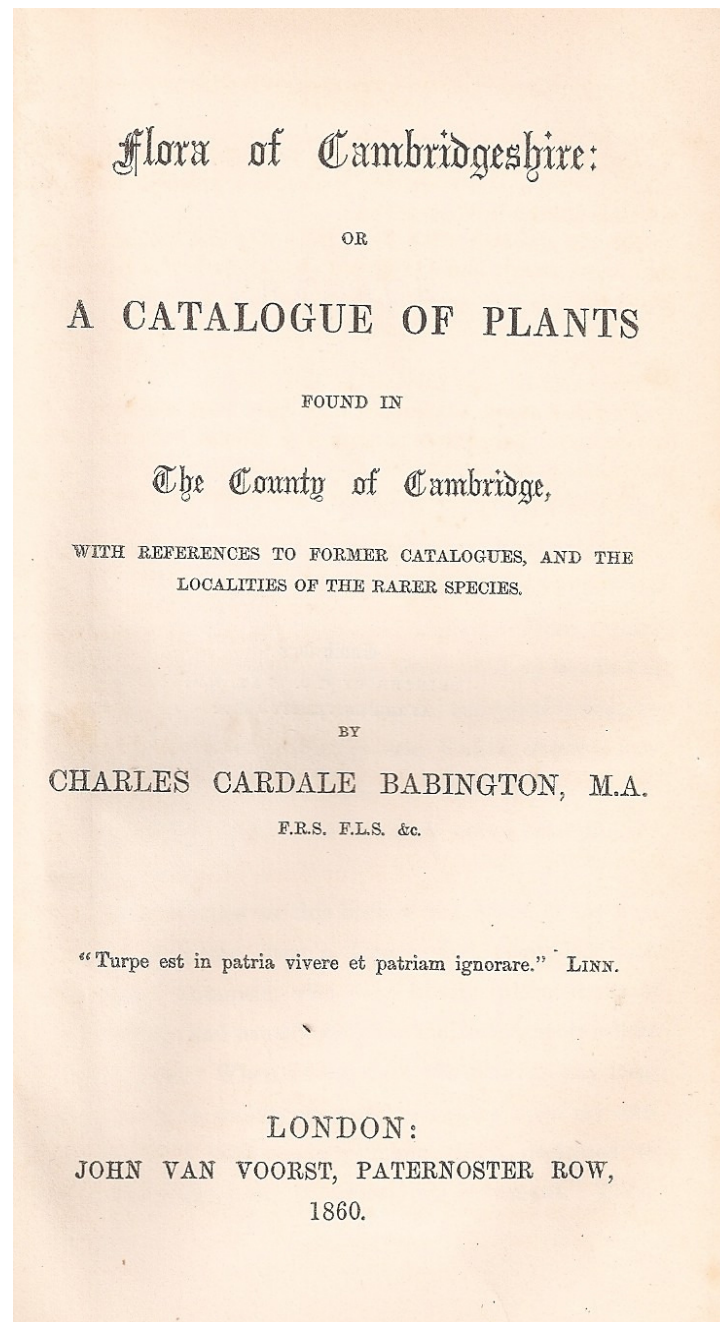 Flora of Cambridgeshire:
OR
A CATALOGUE OF PLANTS
FOUND IN
The County of Cambridge,
WITH REFERENCES TO FORMER CATALOGUES, AND THE
LOCALITIES OF THE RARER SPECIES.
BY
CHARLES CARDALE BABINGTON, M.A.
F.R.S. F.L.S. &c.
"Turpe est in patria vivere et patriam ignorare." LINN.
LONDON:
JOHN VAN VOORST, PATERNOSTER ROW,
1860.